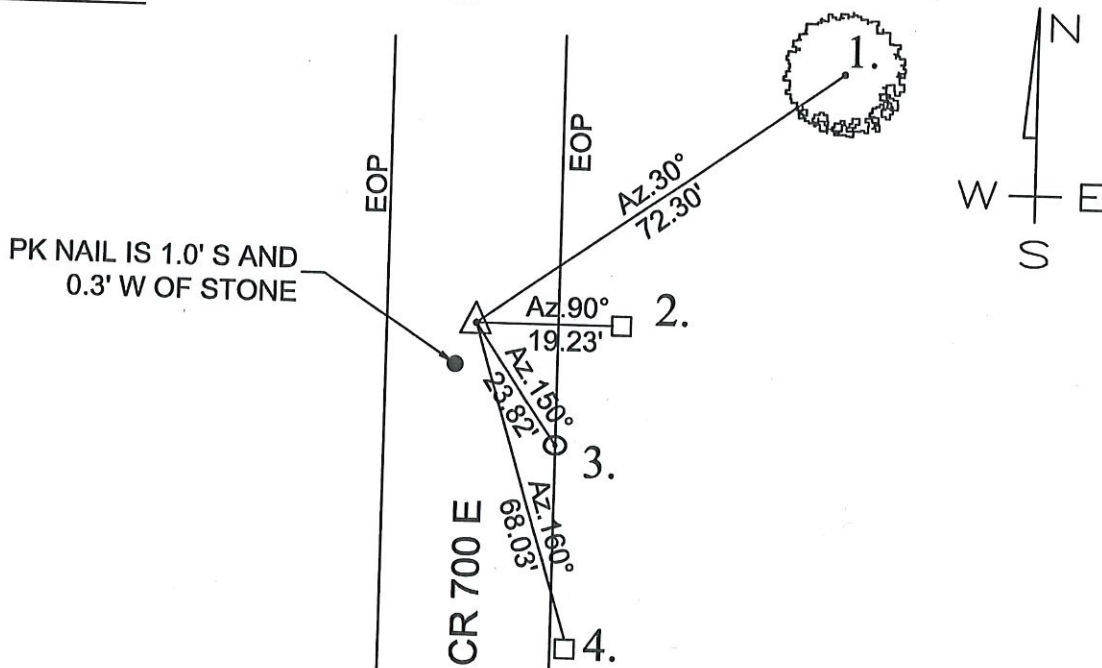 N
1.
EOP
EOP
Az.30°
72.30'
W E
S
PK NAIL IS 1.0' S AND
0.3' W OF STONE
Az.90°
19.23'
2.
Az.150°
23.82'
3.
Az.160°
68.03'
CR 700 E
4.